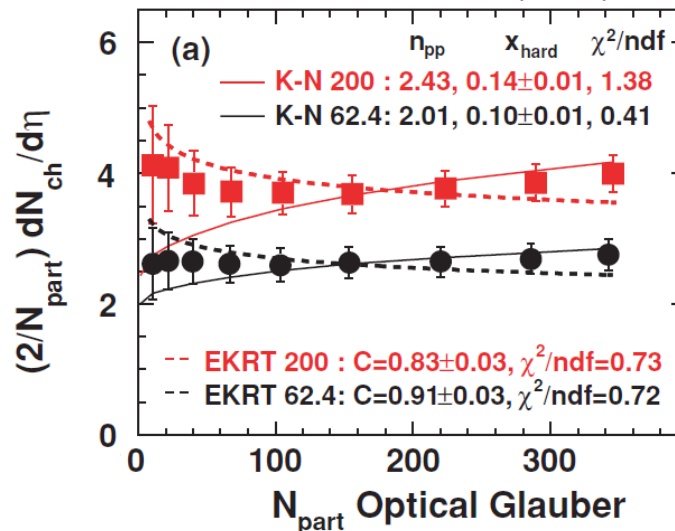 (a)
n_pp x_hard χ²/ndf
K-N 200 : 2.43, 0.14±0.01, 1.38
K-N 62.4: 2.01, 0.10±0.01, 0.41
EKRT 200 : C=0.83±0.03, χ²/ndf=0.73
EKRT 62.4: C=0.91±0.03, χ²/ndf=0.72
(2/N_part) dN_ch/dη
6
4
2
0
0 100 200 300
N_part Optical Glauber